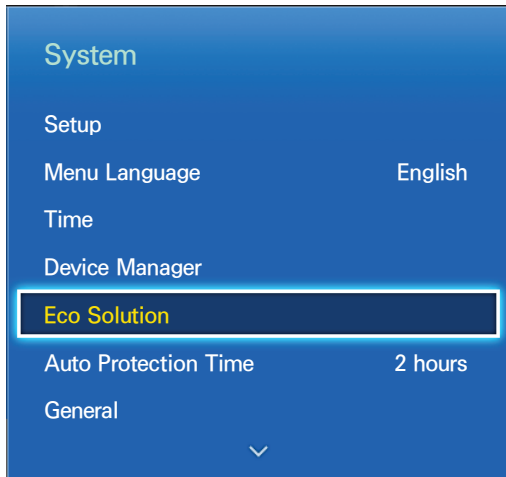 System
Setup
Menu Language English
Time
Device Manager
Eco Solution
Auto Protection Time 2 hours
General